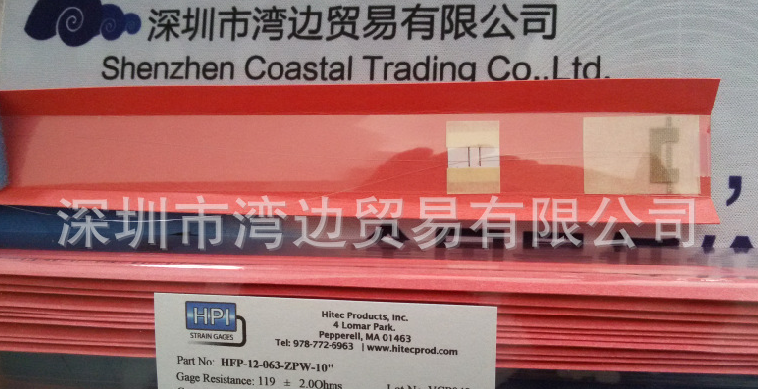 深圳市湾边贸易有限公司
Shenzhen Coastal Trading Co.,Ltd.
深圳市湾边贸易有限公司
HPI
STRAIN GAGES
Hitec Products, Inc.
4 Lomar Park.
Pepperell, MA 01463
Tel: 978-772-6963 | www.hitecprod.com
Part No: HFP-12-063-ZPW-10"
Gage Resistance: 119 ± 2.0Ohms